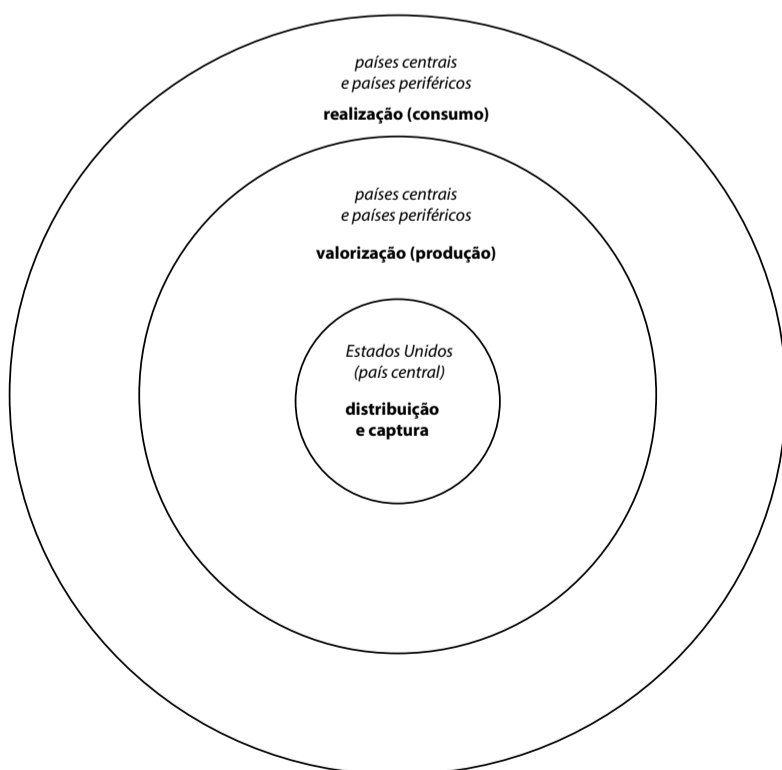 países centrais
e países periféricos
realização (consumo)
países centrais
e países periféricos
valorização (produção)
Estados Unidos
(país central)
distribuição
e captura